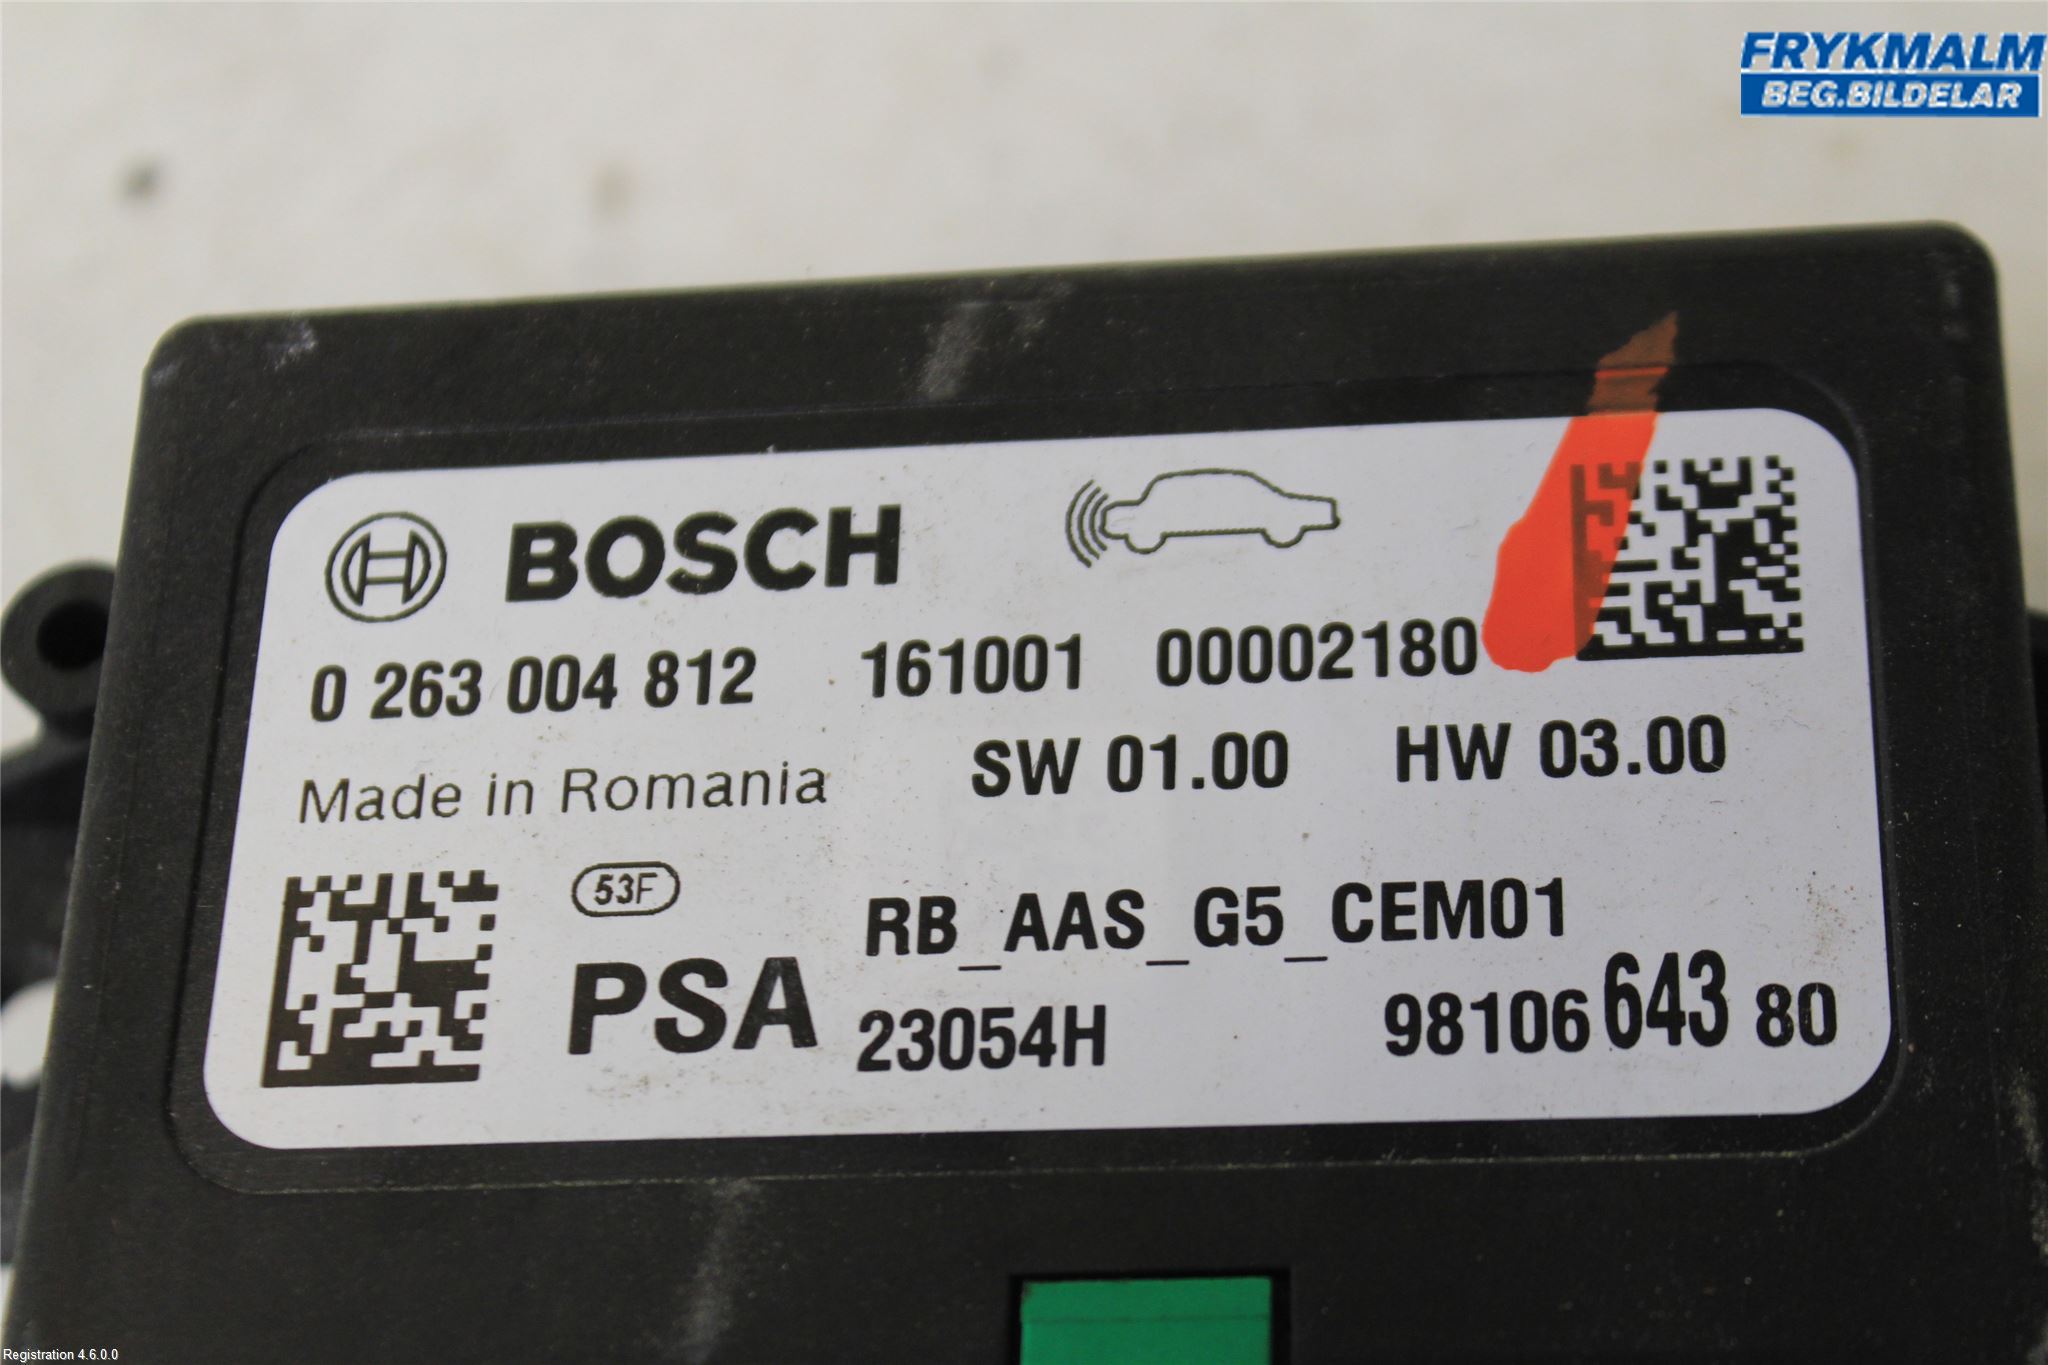 FRYKMALM
BEG.BILDELAR
BOSCH
0 263 004 812 161001 00002180
Made in Romania SW 01.00 HW 03.00
53F
RB_AAS_G5_CEM01
PSA 23054H 98106 643 80
Registration 4.6.0.0